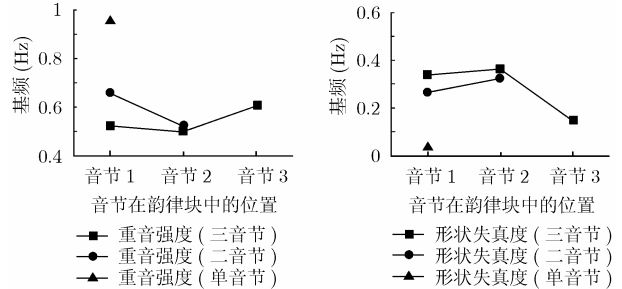 1
0.8
0.6
0.4
基频 (Hz)
音节 1 音节 2 音节 3
音节在韵律块中的位置
重音强度 ( 三音节 )
重音强度 ( 二音节 )
重音强度 ( 单音节 )
0.6
0.4
0.2
0
基频 (Hz)
音节 1 音节 2 音节 3
音节在韵律块中的位置
形状失真度 ( 三音节 )
形状失真度 ( 二音节 )
形状失真度 ( 单音节 )